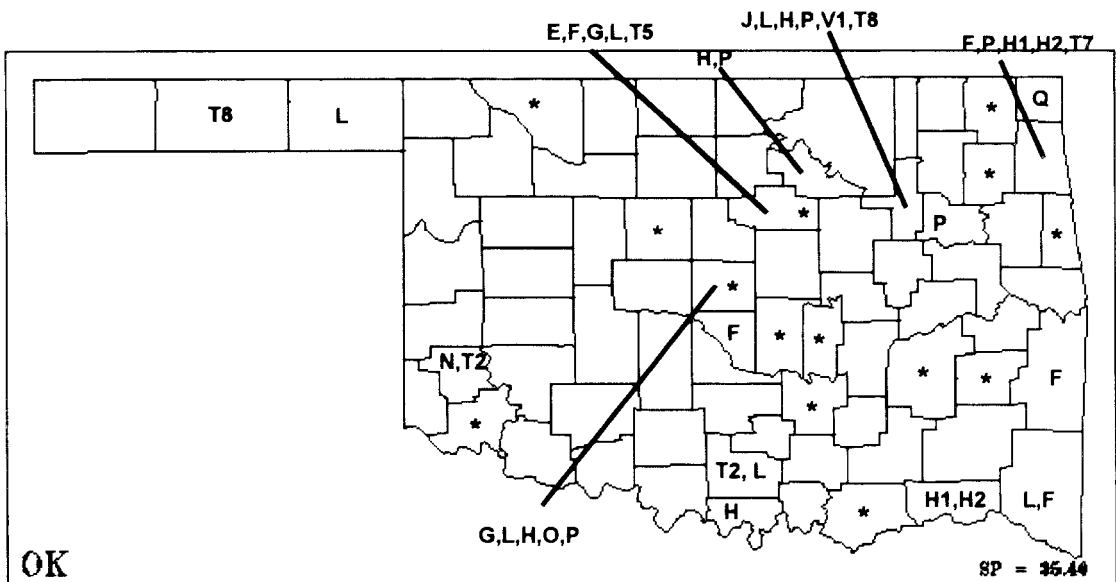 J,L,H,P,V1,T8
E,F,G,L,T5
F,P,H1,H2,T7
H,P
*
*
Q
T8
L
*
*
P
*
*
*
F
*
*
N,T2
*
*
F
*
*
T2, L
H
*
H1,H2
L,F
G,L,H,O,P
OK
SP =